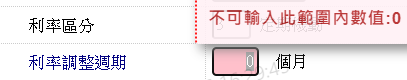 不可輸入此範圍內數值:0
利率區分
利率調整週期 0 個月